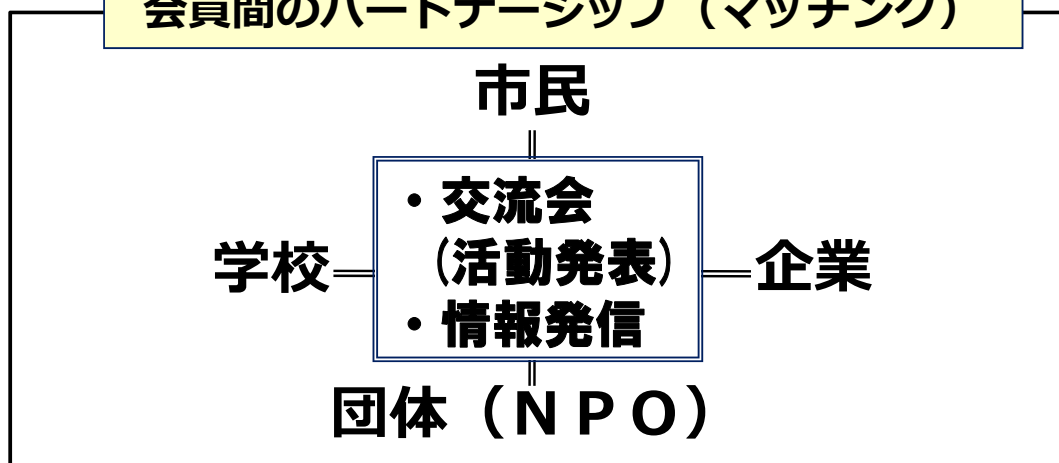 会員間のパートナーシップ（マッチング）
市民
・交流会
（活動発表）
・情報発信
学校
企業
団体（ＮＰＯ）